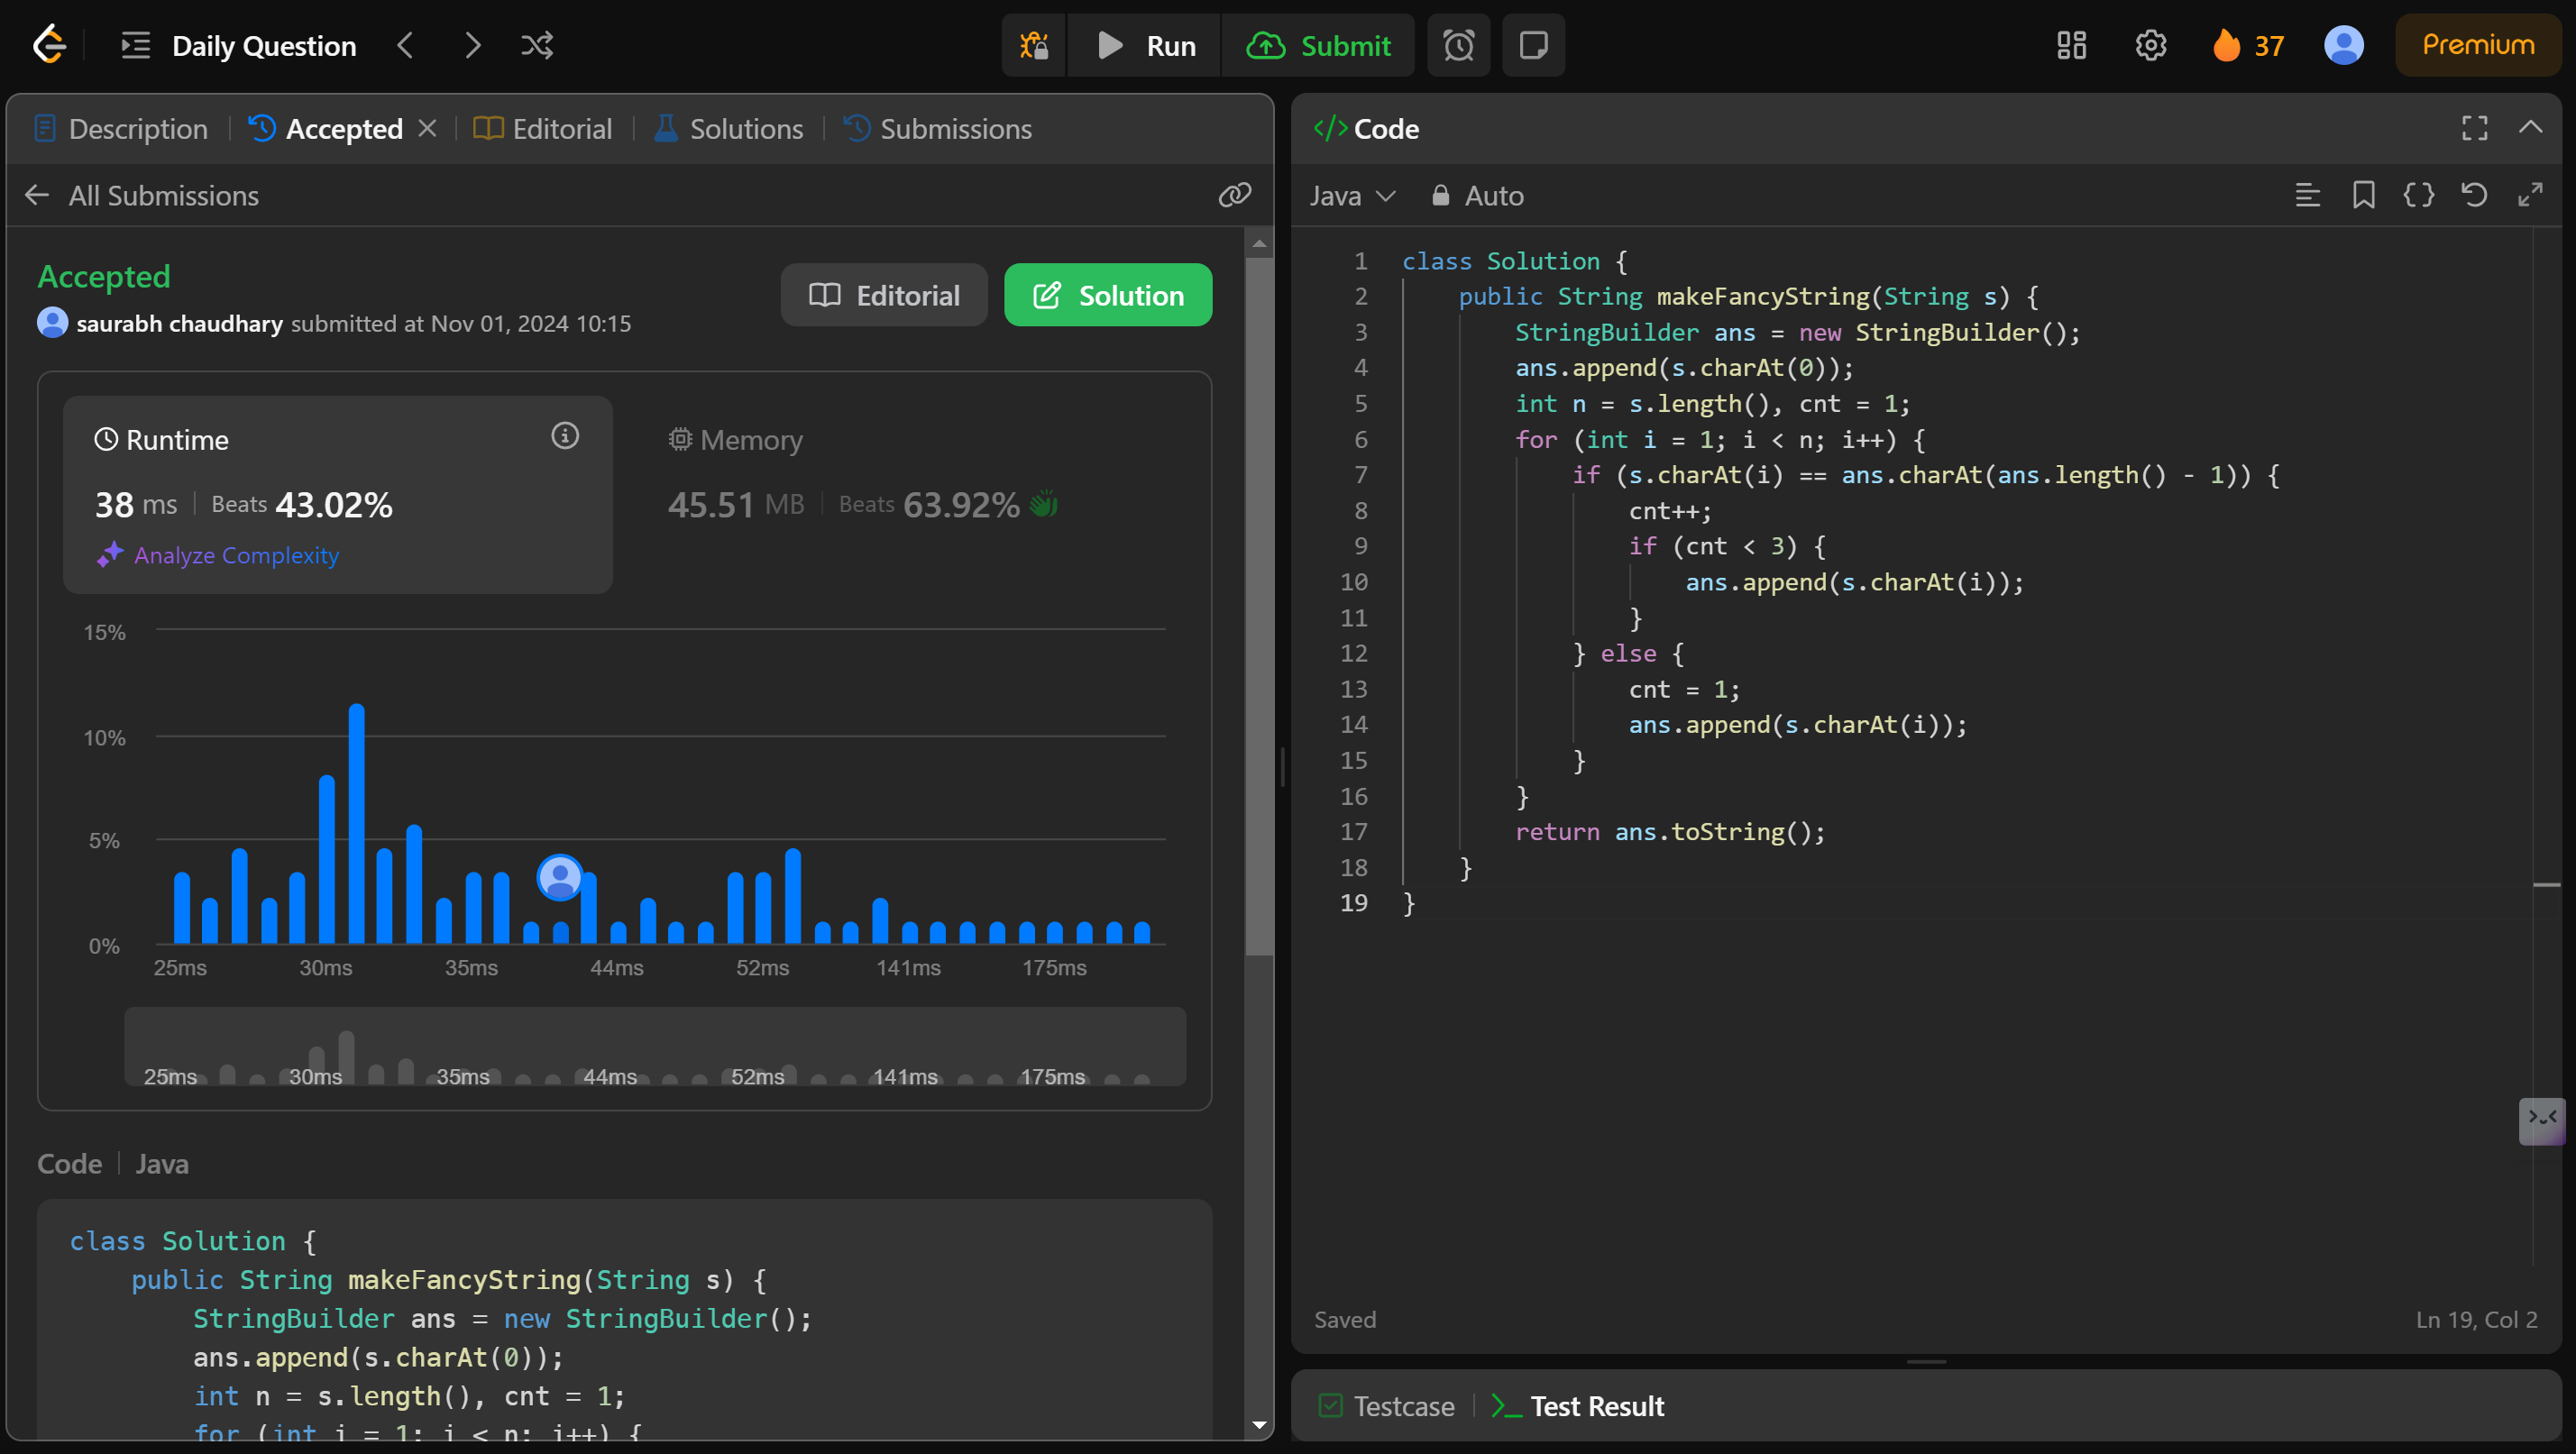 Daily Question
Run
Submit
37
Premium
Description
Accepted
Editorial
Solutions
Submissions
All Submissions
Accepted
saurabh chaudhary submitted at Nov 01, 2024 10:15
Editorial
Solution
Runtime
38 ms
Beats 43.02%
Analyze Complexity
Memory
45.51 MB
Beats 63.92%
15%
10%
5%
0%
25ms 30ms 35ms 44ms 52ms 141ms 175ms
25ms 30ms 35ms 44ms 52ms 141ms 175ms
Code
Java
class Solution {
    public String makeFancyString(String s) {
        StringBuilder ans = new StringBuilder();
        ans.append(s.charAt(0));
        int n = s.length(), cnt = 1;
        for (int i = 1; i < n; i++) {
</> Code
Java
Auto
1 class Solution {
2     public String makeFancyString(String s) {
3         StringBuilder ans = new StringBuilder();
4         ans.append(s.charAt(0));
5         int n = s.length(), cnt = 1;
6         for (int i = 1; i < n; i++) {
7             if (s.charAt(i) == ans.charAt(ans.length() - 1)) {
8                 cnt++;
9                 if (cnt < 3) {
10                     ans.append(s.charAt(i));
11                 }
12             } else {
13                 cnt = 1;
14                 ans.append(s.charAt(i));
15             }
16         }
17         return ans.toString();
18     }
19 }
Saved
Ln 19, Col 2
Testcase
Test Result